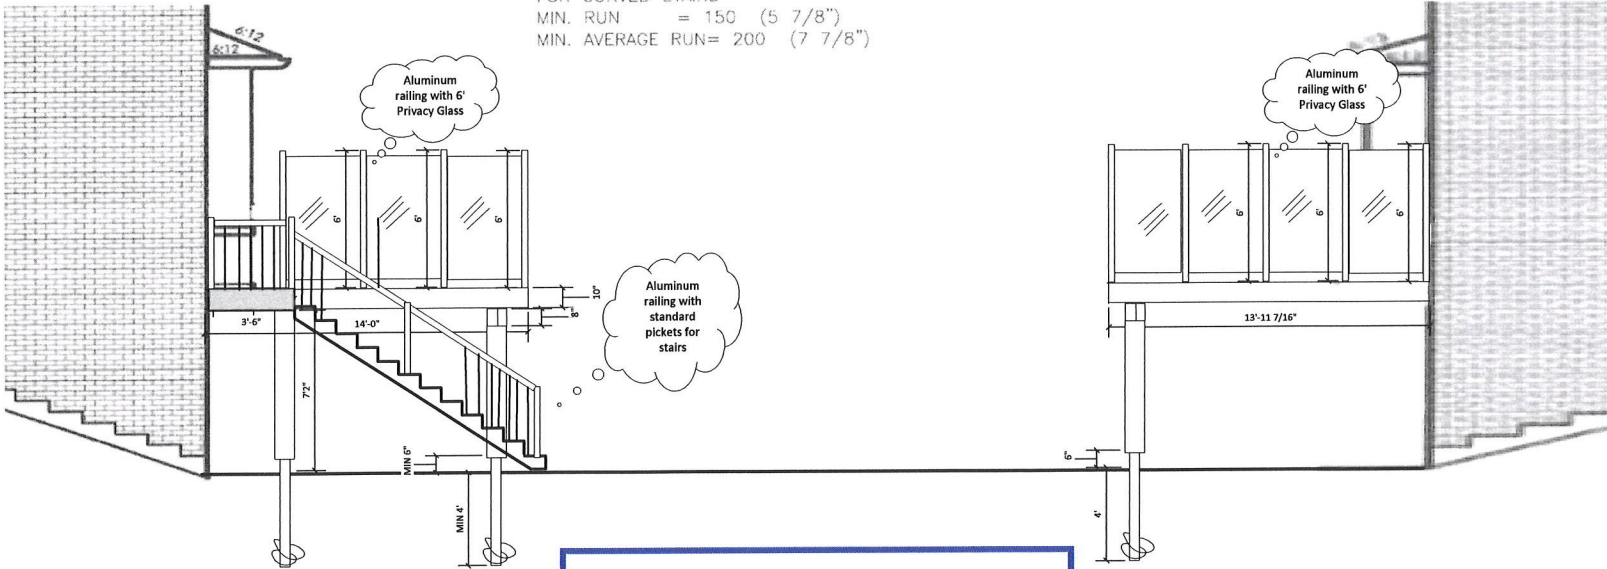 MIN. RUN = 150 (5 7/8")
MIN. AVERAGE RUN= 200 (7 7/8")
6:12
6:12
Aluminum
railing with 6'
Privacy Glass
Aluminum
railing with 6'
Privacy Glass
6'
6'
6'
6'
6'
6'
10"
8"
Aluminum
railing with
standard
pickets for
stairs
3'-6"
14'-0"
13'-11 7/16"
7'2"
MIN 6"
6"
MIN 4'
4'